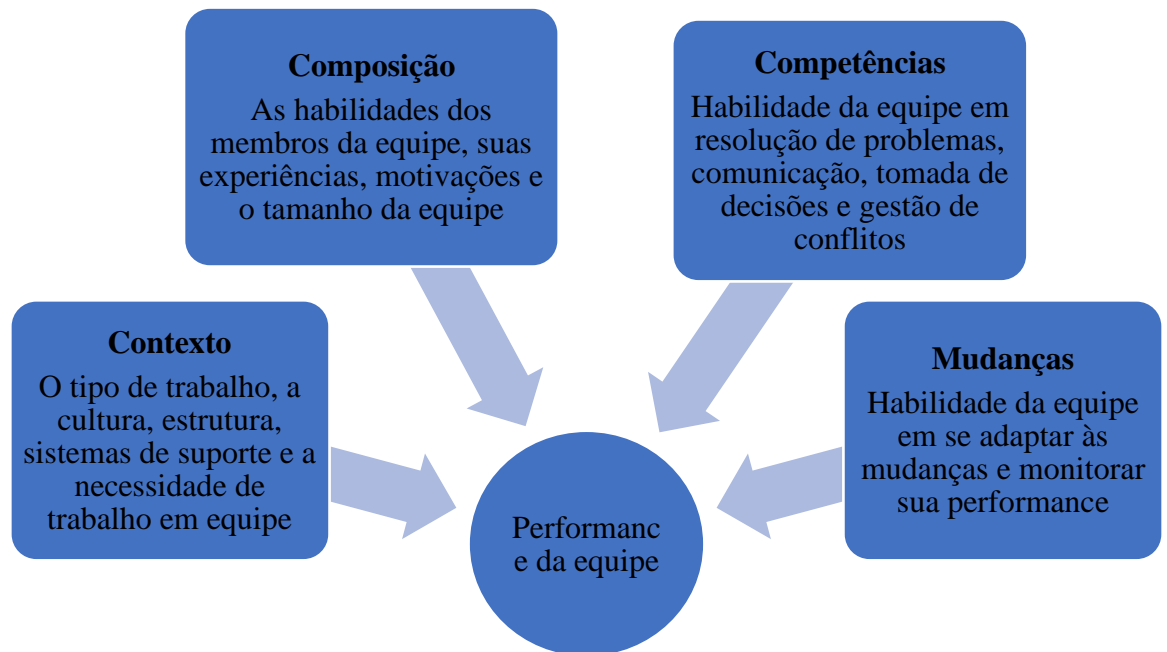 Composição
As habilidades dos
membros da equipe, suas
experiências, motivações e
o tamanho da equipe
Competências
Habilidade da equipe em
resolução de problemas,
comunicação, tomada de
decisões e gestão de
conflitos
Contexto
O tipo de trabalho, a
cultura, estrutura,
sistemas de suporte e a
necessidade de
trabalho em equipe
Mudanças
Habilidade da equipe
em se adaptar às
mudanças e monitorar
sua performance
Performanc
e da equipe